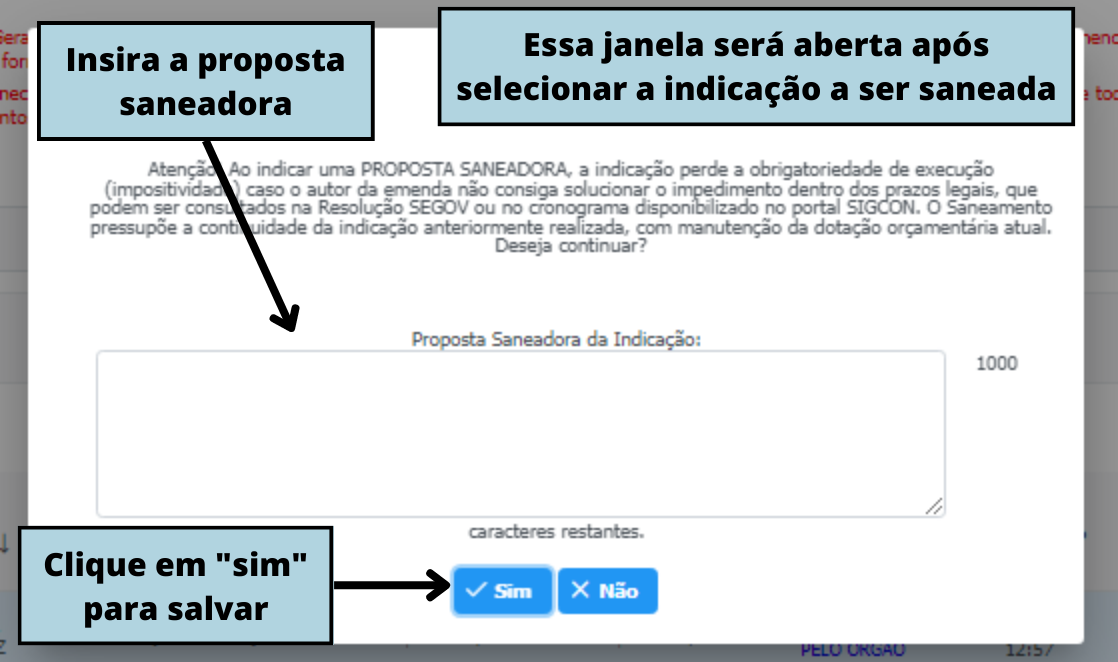 Insira a proposta
saneadora
Essa janela será aberta após
selecionar a indicação a ser saneada
Atenção! Ao indicar uma PROPOSTA SANEADORA, a indicação perde a obrigatoriedade de execução
(impositividade) caso o autor da emenda não consiga solucionar o impedimento dentro dos prazos legais, que
podem ser consultados na Resolução SEGOV ou no cronograma disponibilizado no portal SIGCON. O Saneamento
pressupõe a continuidade da indicação anteriormente realizada, com manutenção da dotação orçamentária atual.
Deseja continuar?
Proposta Saneadora da Indicação:
1000
caracteres restantes.
Clique em "sim"
para salvar
Sim
Não
PELO ORGAO
12:57